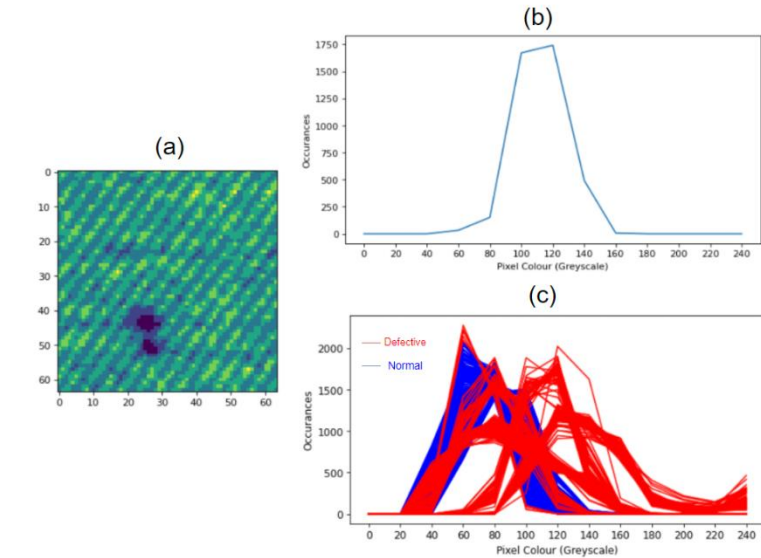 (b)
1750
1500
1250
1000
750
500
250
0
Occurances
0 20 40 60 80 100 120 140 160 180 200 220 240
Pixel Colour (Greyscale)
(a)
0
10
20
30
40
50
60
0 10 20 30 40 50 60
(c)
Defective
Normal
2000
1500
1000
500
0
Occurances
0 20 40 60 80 100 120 140 160 180 200 220 240
Pixel Colour (Greyscale)